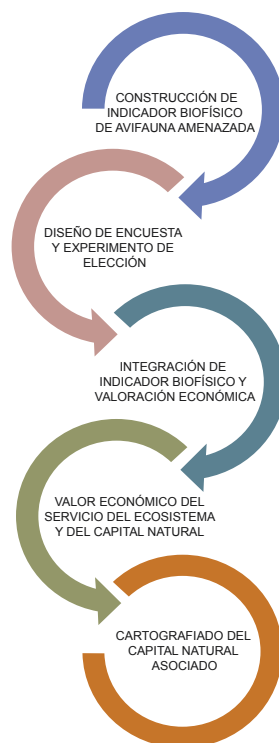 CONSTRUCCIÓN DE
INDICADOR BIOFÍSICO
DE AVIFAUNA AMENAZADA
DISEÑO DE ENCUESTA
Y EXPERIMENTO DE
ELECCIÓN
INTEGRACIÓN DE
INDICADOR BIOFÍSICO Y
VALORACIÓN ECONÓMICA
VALOR ECONÓMICO DEL
SERVICIO DEL ECOSISTEMA
Y DEL CAPITAL NATURAL
CARTOGRAFIADO DEL
CAPITAL NATURAL
ASOCIADO